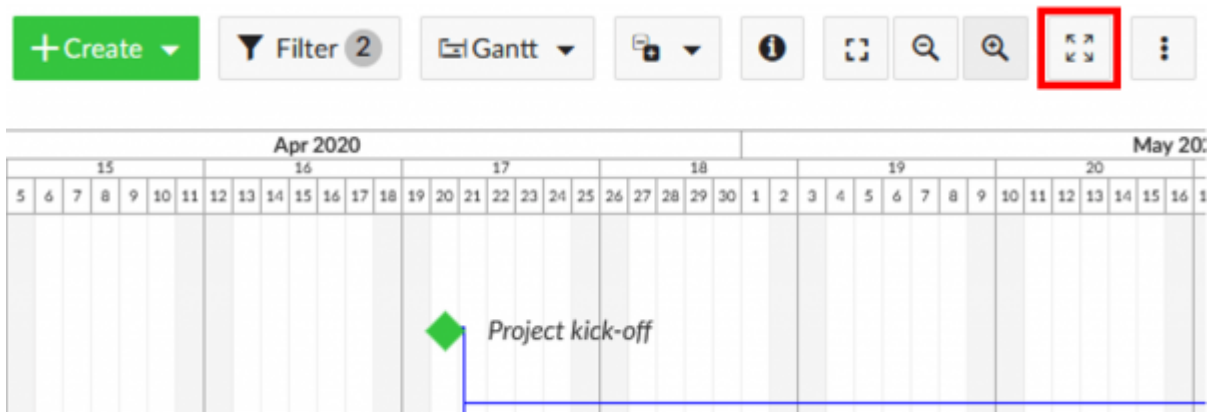 Create
Filter 2
Gantt
Apr 2020
May 20
15 16 17 18 19 20
5 6 7 8 9 10 11 12 13 14 15 16 17 18 19 20 21 22 23 24 25 26 27 28 29 30 1 2 3 4 5 6 7 8 9 10 11 12 13 14 15 16 1
Project kick-off